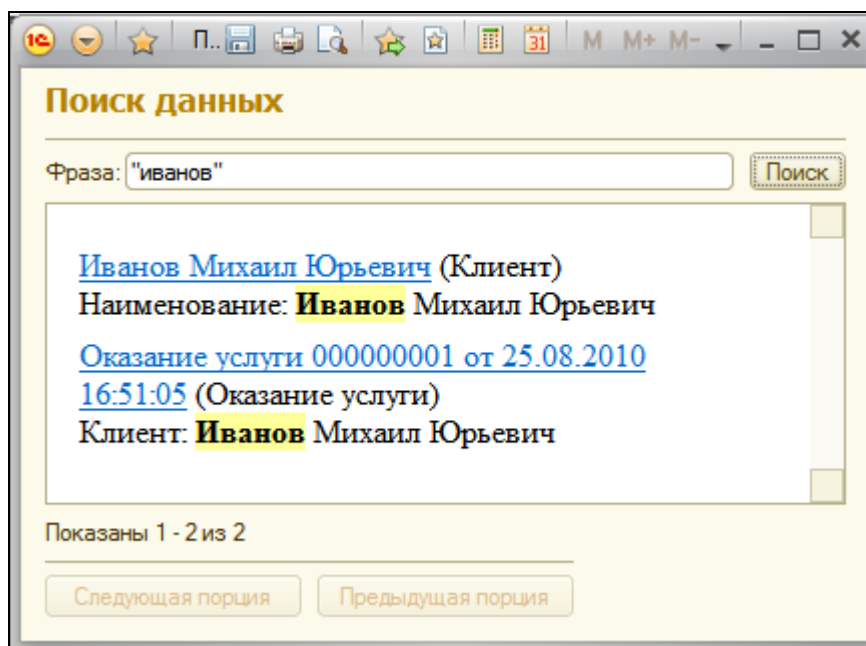 1С П.. 31 M M+ M-
Поиск данных
Фраза: "иванов" Поиск
Иванов Михаил Юрьевич (Клиент)
Наименование: Иванов Михаил Юрьевич
Оказание услуги 000000001 от 25.08.2010
16:51:05 (Оказание услуги)
Клиент: Иванов Михаил Юрьевич
Показаны 1 - 2 из 2
Следующая порция Предыдущая порция